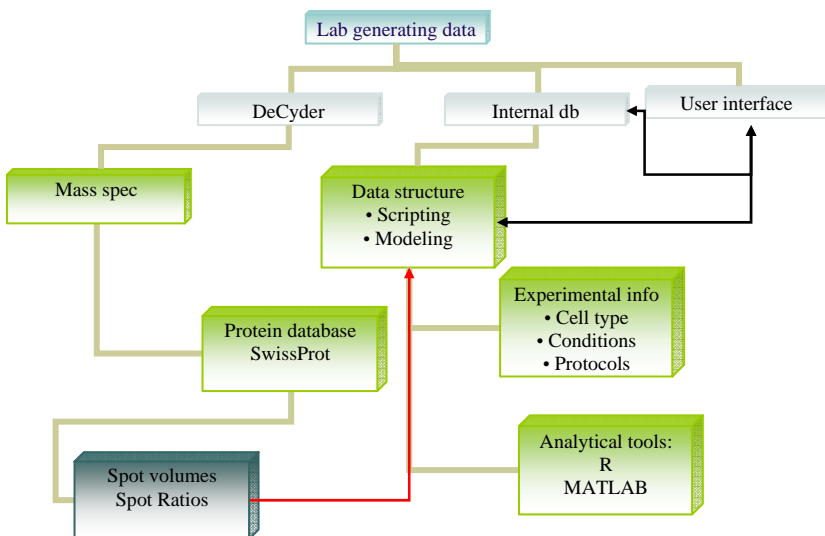 Lab generating data
DeCyder
Internal db
User interface
Mass spec
Data structure
• Scripting
• Modeling
Experimental info
• Cell type
• Conditions
• Protocols
Protein database
SwissProt
Analytical tools:
R
MATLAB
Spot volumes
Spot Ratios